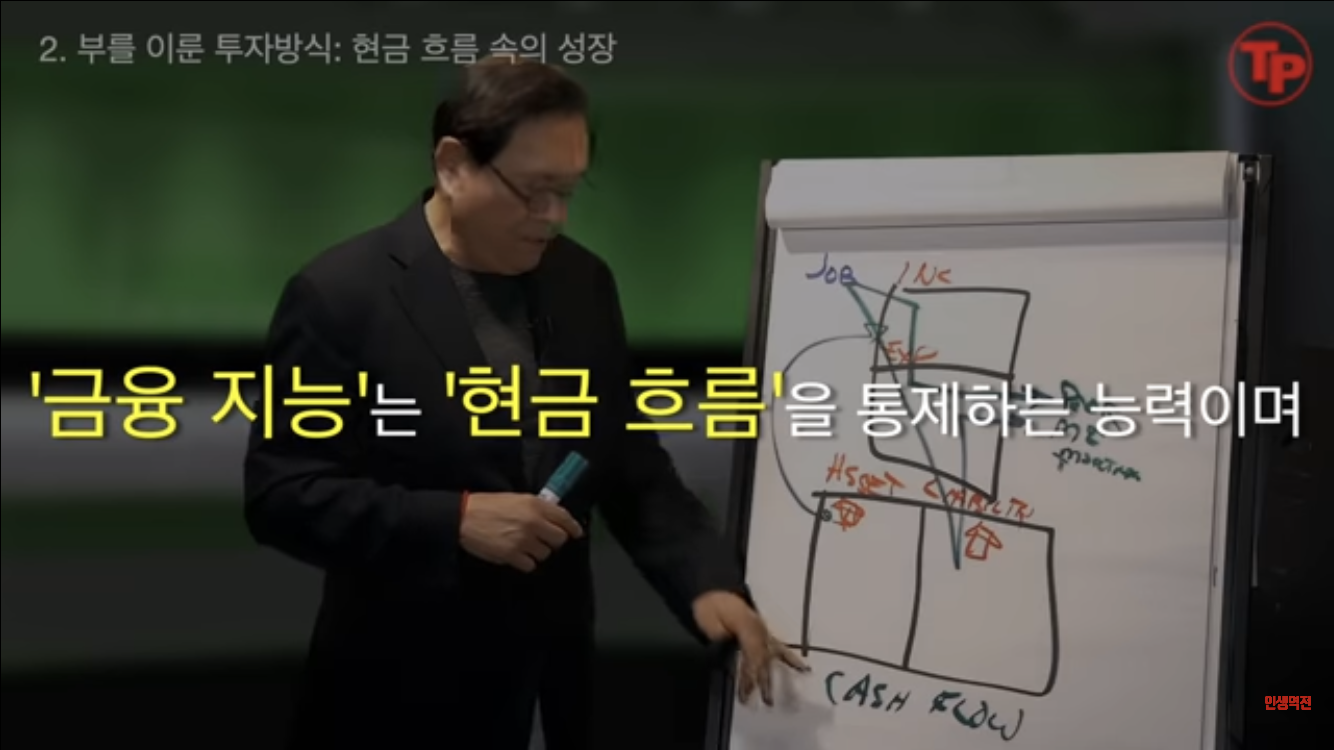 2. 부를 이룬 투자방식: 현금 흐름 속의 성장
TP
JOB
INC
EXP
'금융 지능'는 '현금 흐름'을 통제하는 능력이며
ASSET
CASH FLOW
인생멱전